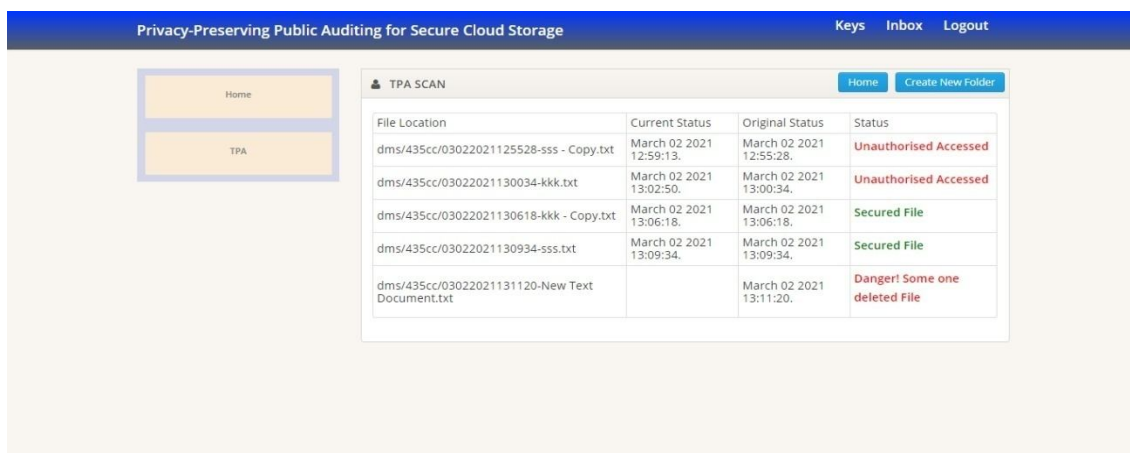 Privacy-Preserving Public Auditing for Secure Cloud Storage
Keys Inbox Logout
Home
TPA
TPA SCAN
Home Create New Folder
File Location Current Status Original Status Status
dms/435cc/03022021125528-sss - Copy.txt March 02 2021 12:59:13. March 02 2021 12:55:28. Unauthorised Accessed
dms/435cc/03022021130034-kkk.txt March 02 2021 13:02:50. March 02 2021 13:00:34. Unauthorised Accessed
dms/435cc/03022021130618-kkk - Copy.txt March 02 2021 13:06:18. March 02 2021 13:06:18. Secured File
dms/435cc/03022021130934-sss.txt March 02 2021 13:09:34. March 02 2021 13:09:34. Secured File
dms/435cc/03022021131120-New Text Document.txt March 02 2021 13:11:20. Danger! Some one deleted File